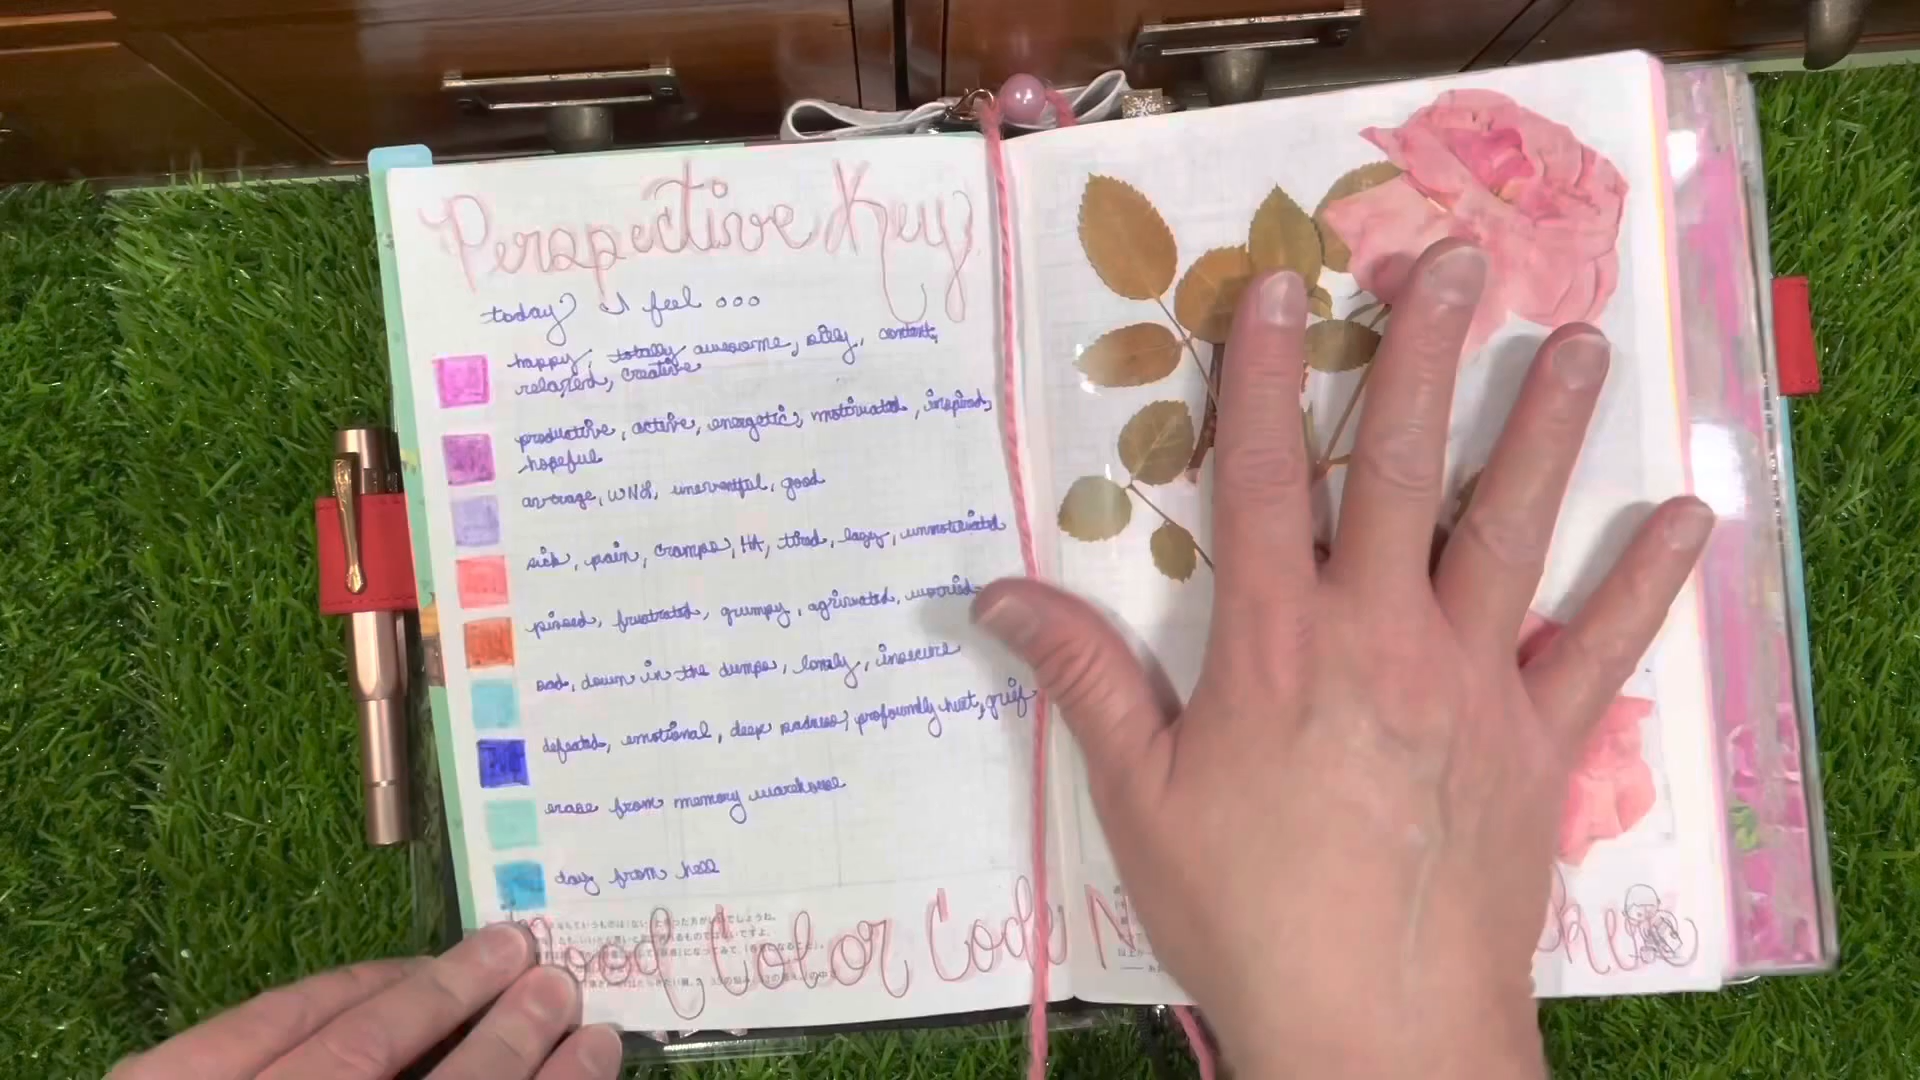 Perspective Key
today I feel ooo
happy, totally awesome, silly, content,
relaxed, creative
productive, active, energetic, motivated, inspired,
hopeful
average, WNL, uneventful, good
sick, pain, cramps, HA, tired, lazy, unmotivated
pissed, frustrated, grumpy, agrivated, worried
sad, down in the dumps, lonely, insecure
defeated, emotional, deep sadness, profoundly hurt, grief
erase from memory warehouse
day from hell
Mood Color Code